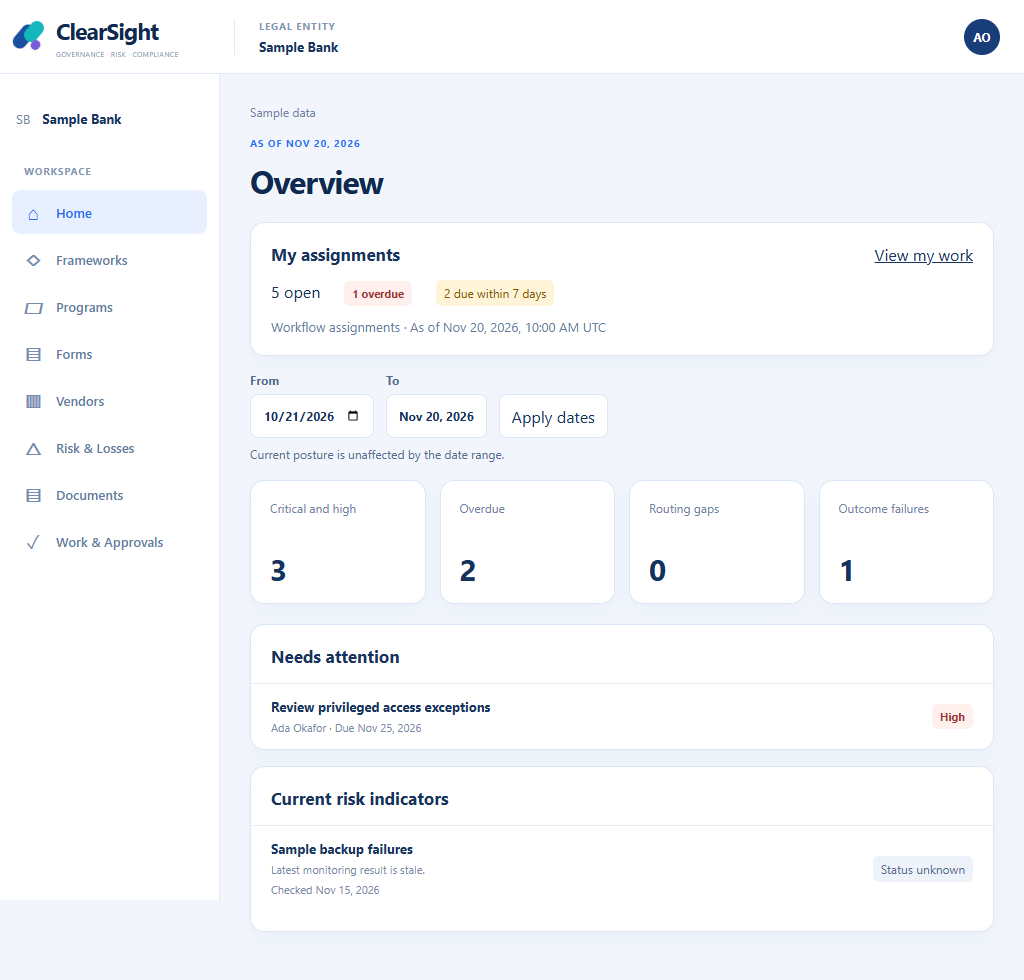 ClearSight
GOVERNANCE · RISK · COMPLIANCE
LEGAL ENTITY
Sample Bank
AO
SB Sample Bank
WORKSPACE
Home
Frameworks
Programs
Forms
Vendors
Risk & Losses
Documents
Work & Approvals
Sample data
AS OF NOV 20, 2026
Overview
My assignments
View my work
5 open 1 overdue 2 due within 7 days
Workflow assignments · As of Nov 20, 2026, 10:00 AM UTC
From To
10/21/2026 Nov 20, 2026 Apply dates
Current posture is unaffected by the date range.
Critical and high
3
Overdue
2
Routing gaps
0
Outcome failures
1
Needs attention
Review privileged access exceptions
Ada Okafor · Due Nov 25, 2026
High
Current risk indicators
Sample backup failures
Latest monitoring result is stale.
Checked Nov 15, 2026
Status unknown